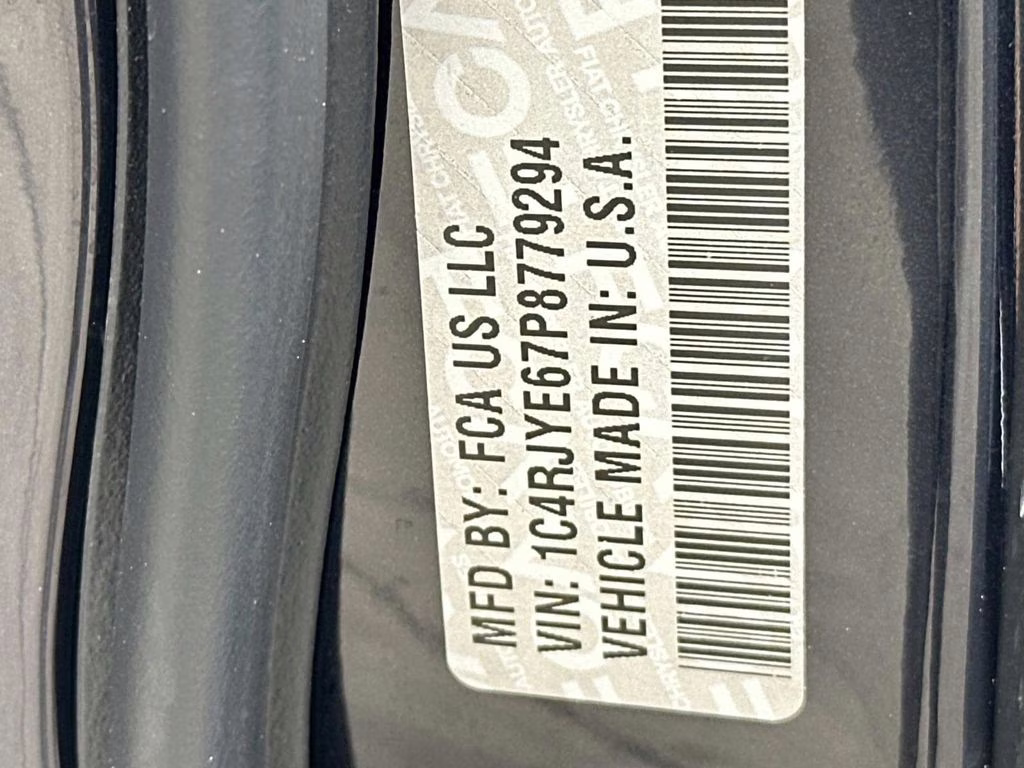 MFD BY: FCA US LLC
VIN: 1C4RJYE67P8779294
VEHICLE MADE IN: U.S.A.